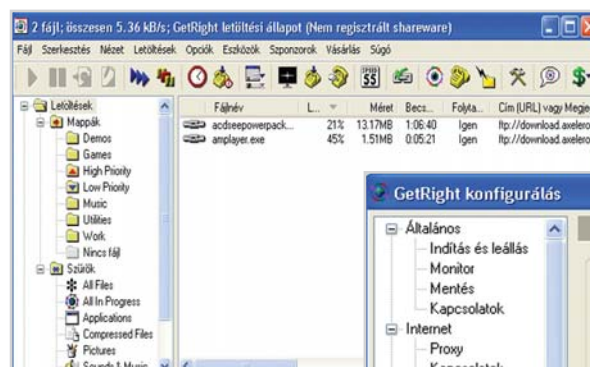 2 fájl; összesen 5.36 kB/s; GetRight letöltési állapot (Nem regisztrált shareware)
Fájl Szerkesztés Nézet Letöltések Opciók Eszközök Szponzorok Vásárlás Súgó
Letöltések
Mappák
Demos
Games
High Priority
Low Priority
Music
Utilities
Work
Nincs fájl
Szűrők
All Files
All In Progress
Applications
Compressed Files
Pictures
Sounds & Music
Fájlnév L... Méret Becs... Folyta... Cím (URL) vagy Megje
acdseepowerpack... 21% 13.17MB 1:06:40 Igen ftp://download.axelero
amplayer.exe 45% 1.51MB 0:05:21 Igen ftp://download.axelero
GetRight konfigurálás
Általános
Indítás és leállás
Monitor
Mentés
Kapcsolatok
Internet
Proxy
Kapcsolatok